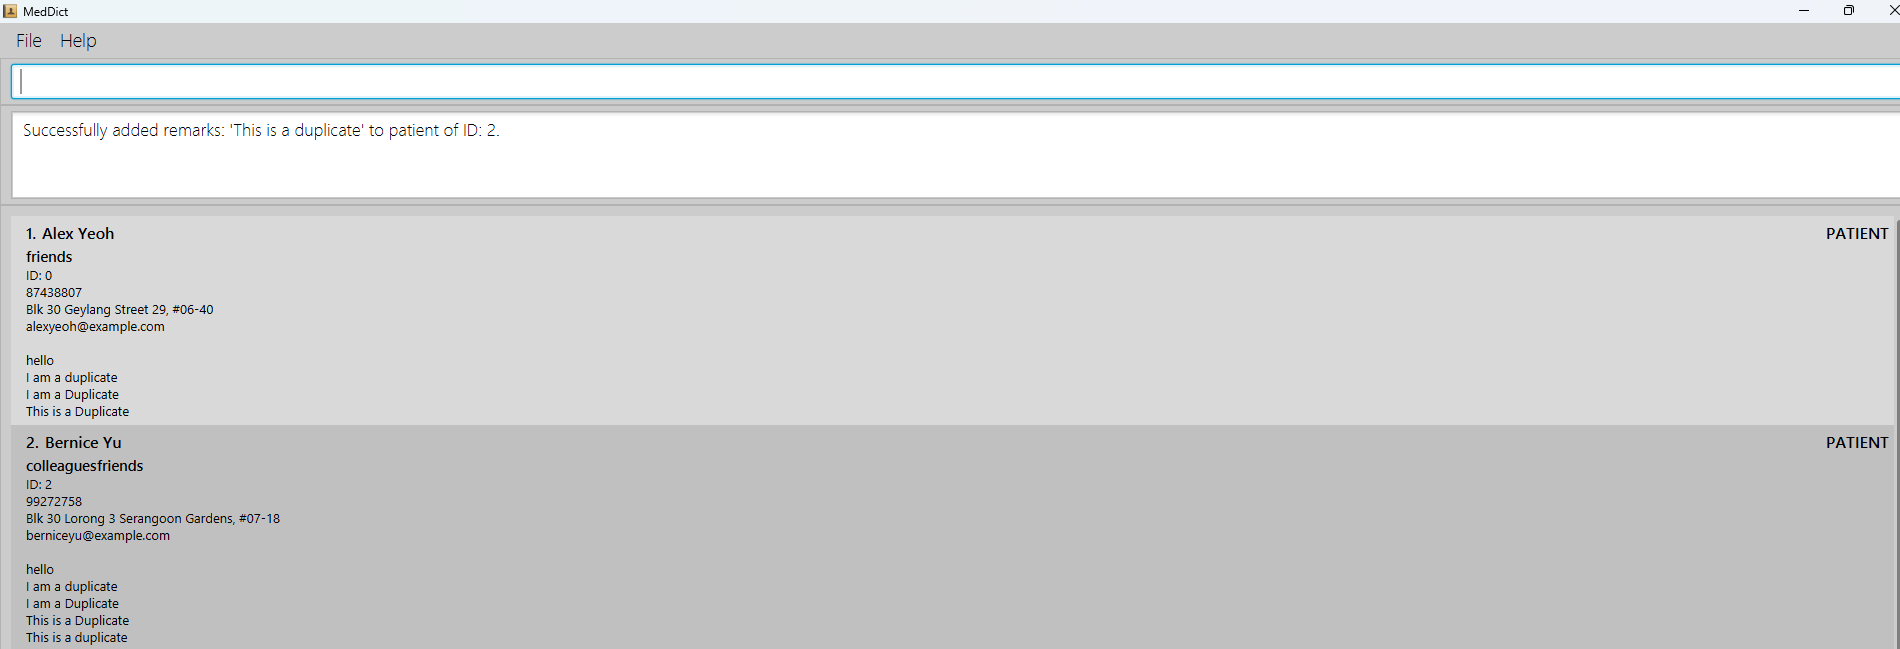 MedDict
File Help
Successfully added remarks: 'This is a duplicate' to patient of ID: 2.
1. Alex Yeoh PATIENT
friends
ID: 0
87438807
Blk 30 Geylang Street 29, #06-40
alexyeoh@example.com
hello
I am a duplicate
I am a Duplicate
This is a Duplicate
2. Bernice Yu PATIENT
colleaguesfriends
ID: 2
99272758
Blk 30 Lorong 3 Serangoon Gardens, #07-18
berniceyu@example.com
hello
I am a duplicate
I am a Duplicate
This is a Duplicate
This is a duplicate